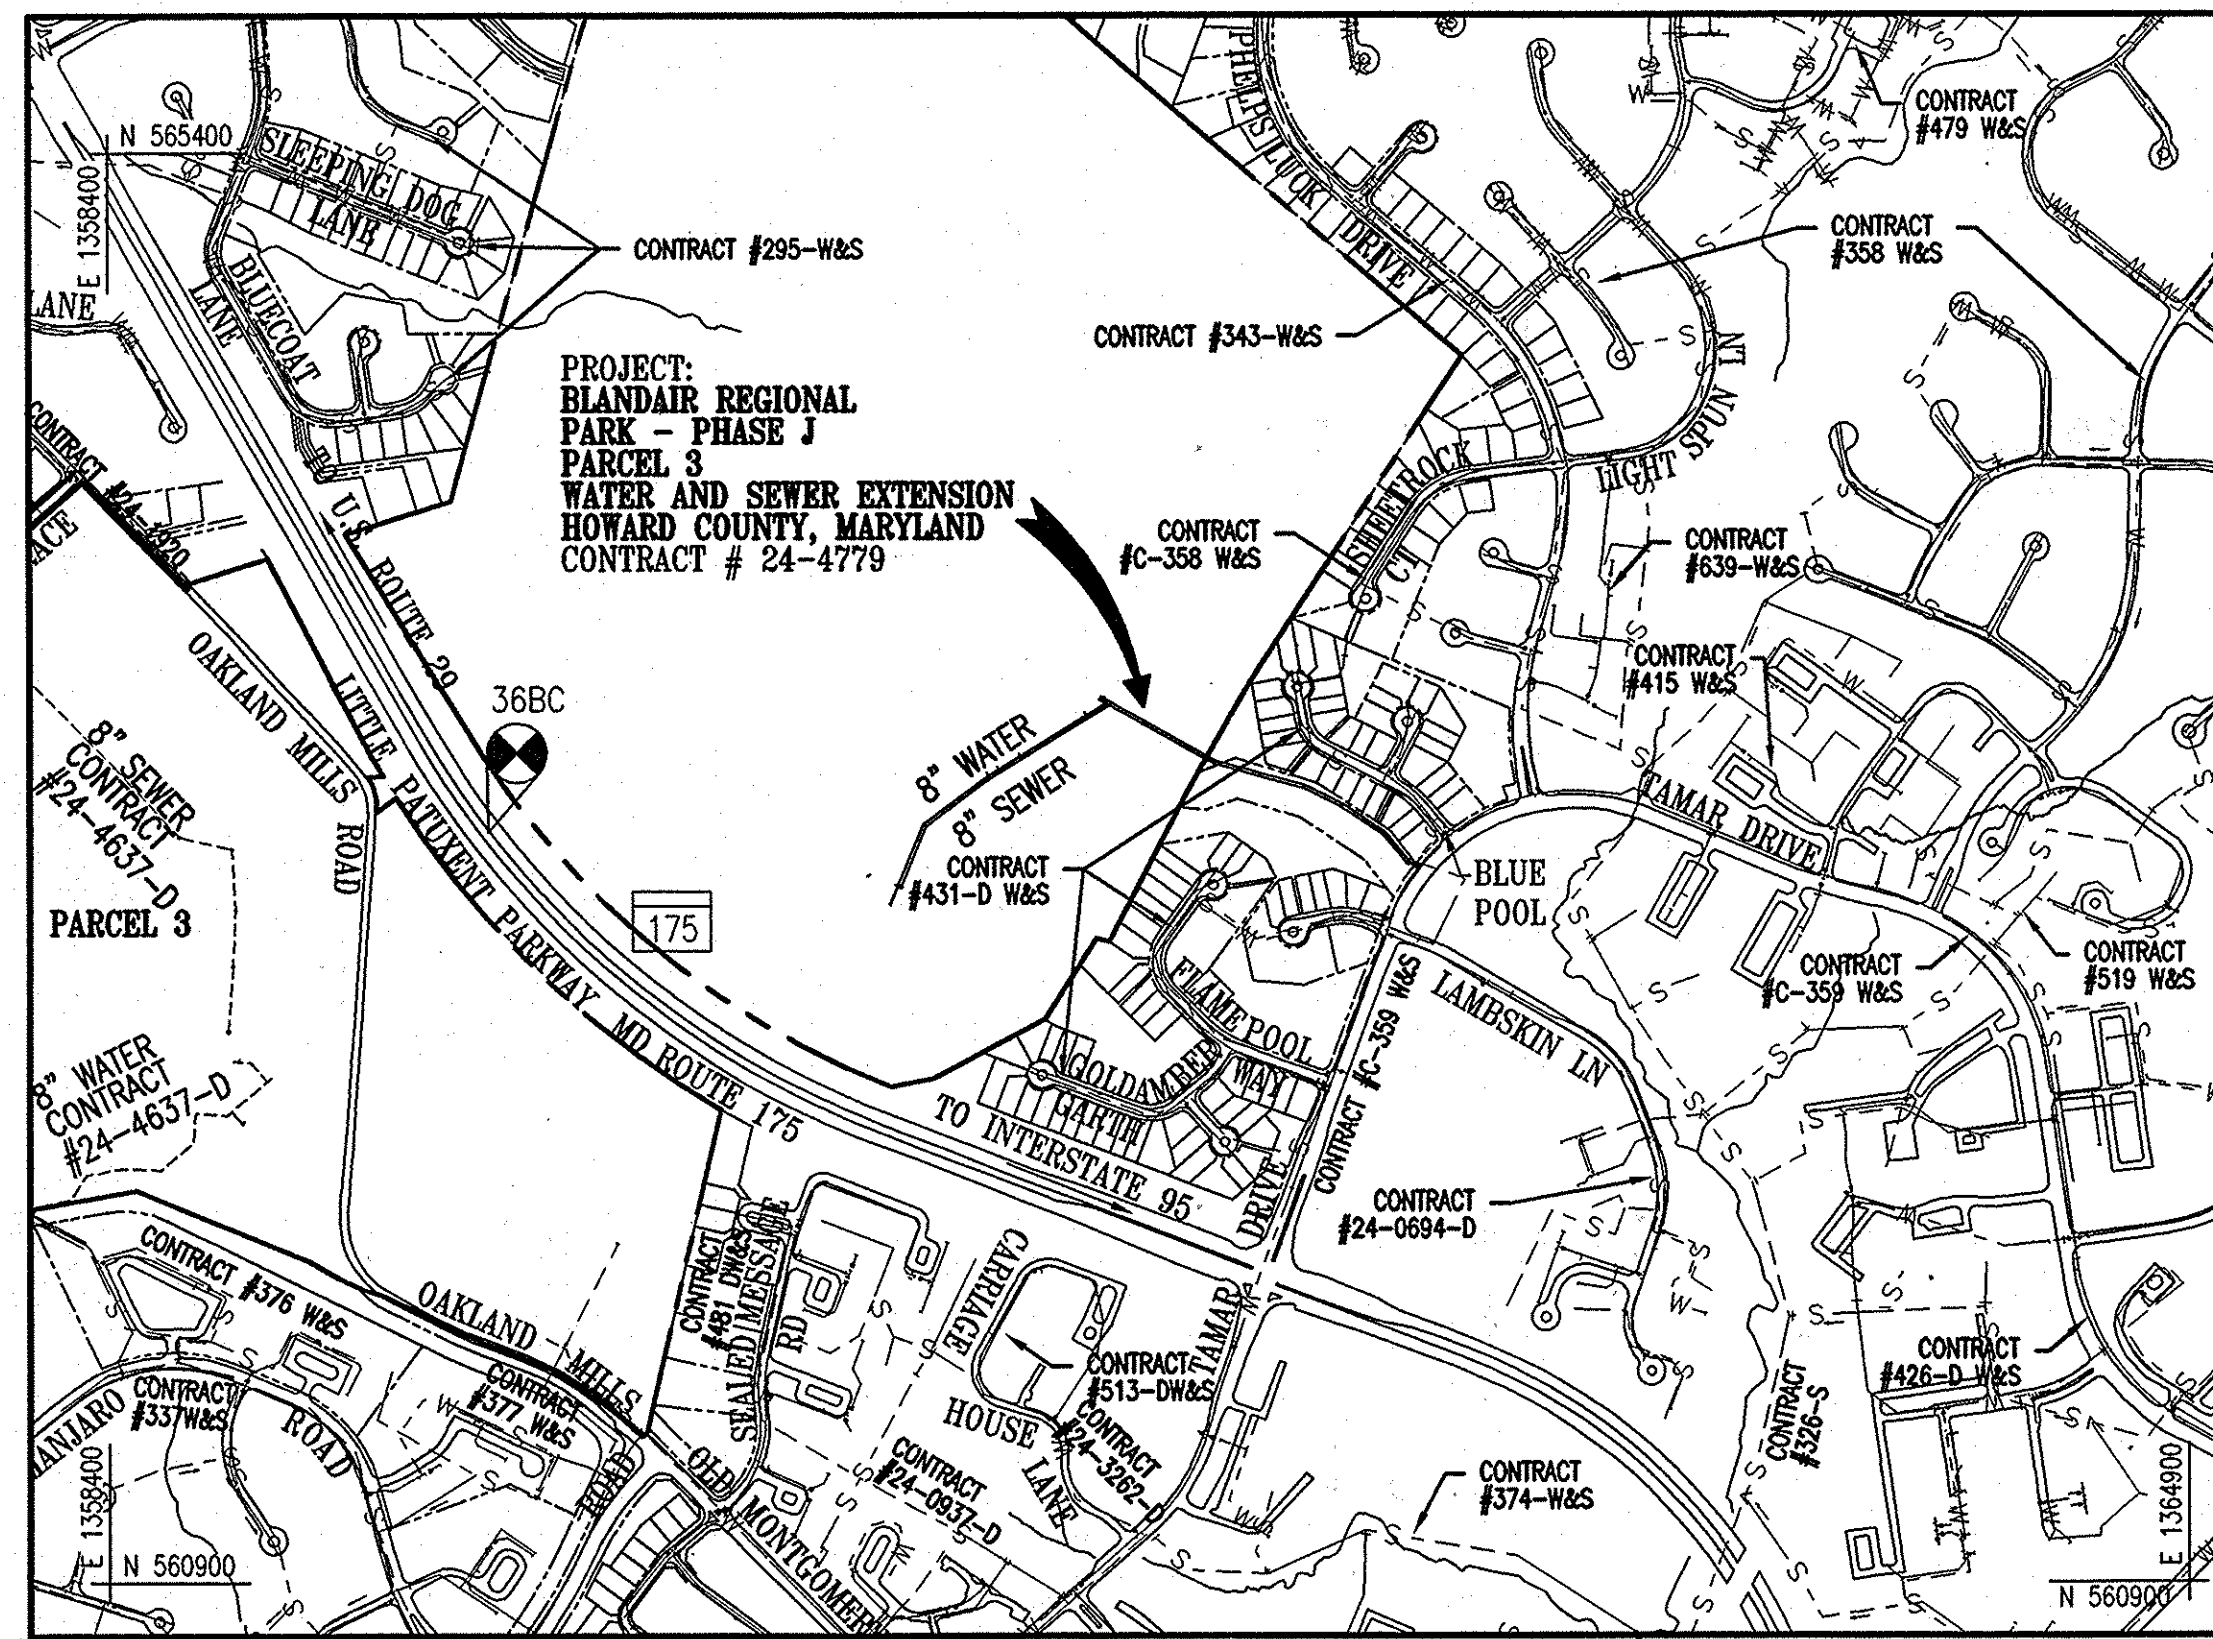 N 565400
E 1358400
SLEEPING DOG
LANE
CONTRACT #295-W&S
LANE
BLUECOAT
LANE
PHELPS LUCK DRIVE
CONTRACT
#479 W&S
CONTRACT
#358 W&S
CONTRACT #343-W&S
LIGHT SPUN LN
PROJECT:
BLANDAIR REGIONAL
PARK - PHASE J
PARCEL 3
WATER AND SEWER EXTENSION
HOWARD COUNTY, MARYLAND
CONTRACT # 24-4779
CONTRACT
#24-4920
ACE
TO
U.S. ROUTE 29
SHEETROCK
CT
CONTRACT
#C-358 W&S
CONTRACT
#639-W&S
CONTRACT
#415 W&S
OAKLAND MILLS
ROAD
36BC
8" WATER
8" SEWER
CONTRACT
#431-D W&S
TAMAR DRIVE
BLUE
POOL
8" SEWER
CONTRACT
#24-4637-D
PARCEL 3
175
LITTLE PATUXENT PARKWAY MD ROUTE 175
TO INTERSTATE 95
CONTRACT
#C-359 W&S
CONTRACT
#519 W&S
LAMBSKIN LN
FLAMEPOOL
WAY
GOLDAMBER
GARTH
CONTRACT #C-359 W&S
8" WATER
CONTRACT
#24-4637-D
CONTRACT #376 W&S
OAKLAND MILLS
ROAD
CONTRACT
#481 DW&S
SEALED MESSAGE
RD
CARRIAGE
HOUSE
LANE
CONTRACT
#513-DW&S
TAMAR
DRIVE
CONTRACT
#24-0694-D
CONTRACT
#326-S
CONTRACT
#426-D W&S
CONTRACT
#337W&S
ANJARO
ROAD
CONTRACT
#377 W&S
OLD
MONTGOMERY
CONTRACT
#24-0937-D
CONTRACT
#24-3262-D
CONTRACT
#374-W&S
E 1358400
N 560900
E 1364900
N 560900